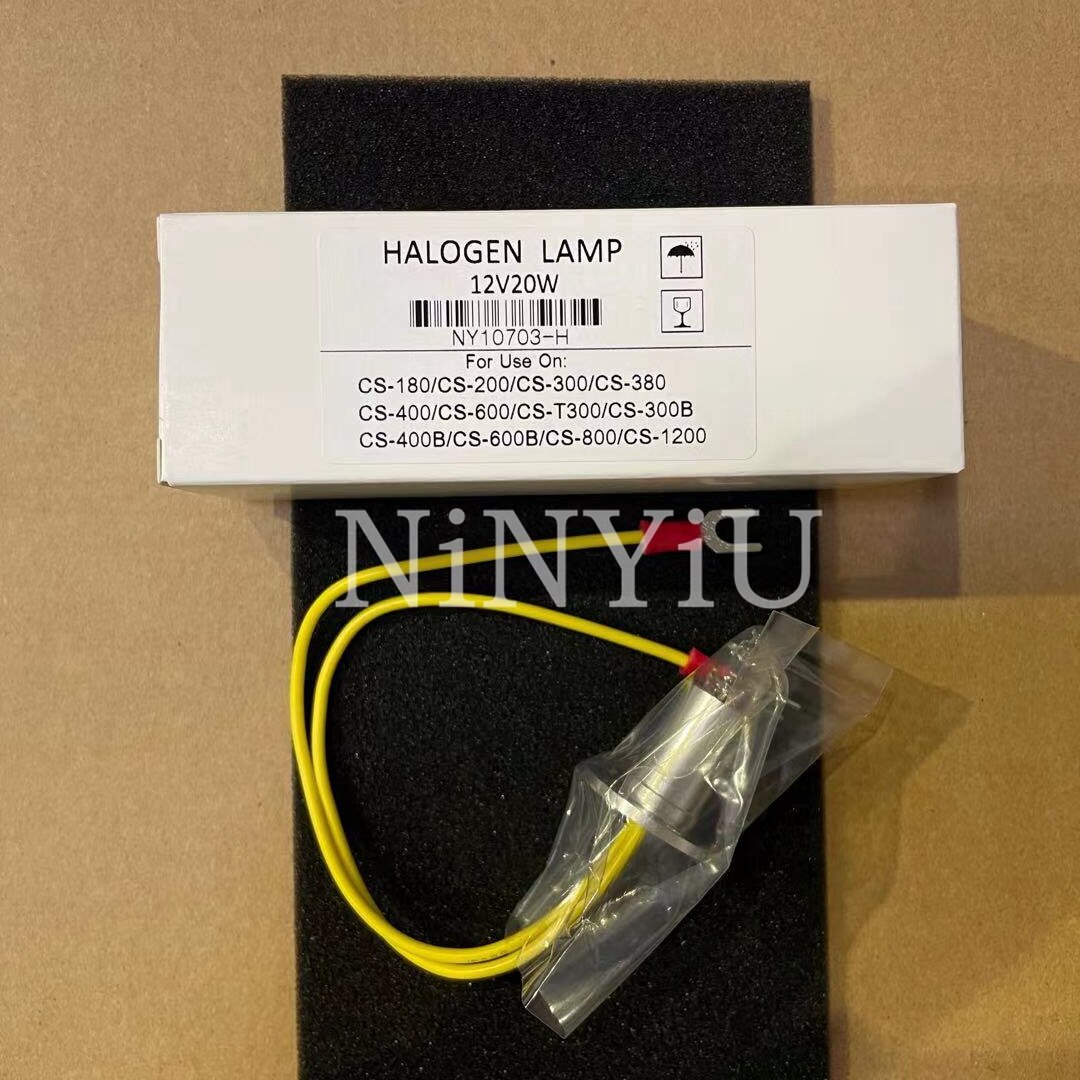 HALOGEN LAMP
12V20W
NY10703-H
For Use On:
CS-180/CS-200/CS-300/CS-380
CS-400/CS-600/CS-T300/CS-300B
CS-400B/CS-600B/CS-800/CS-1200
NiNYiU